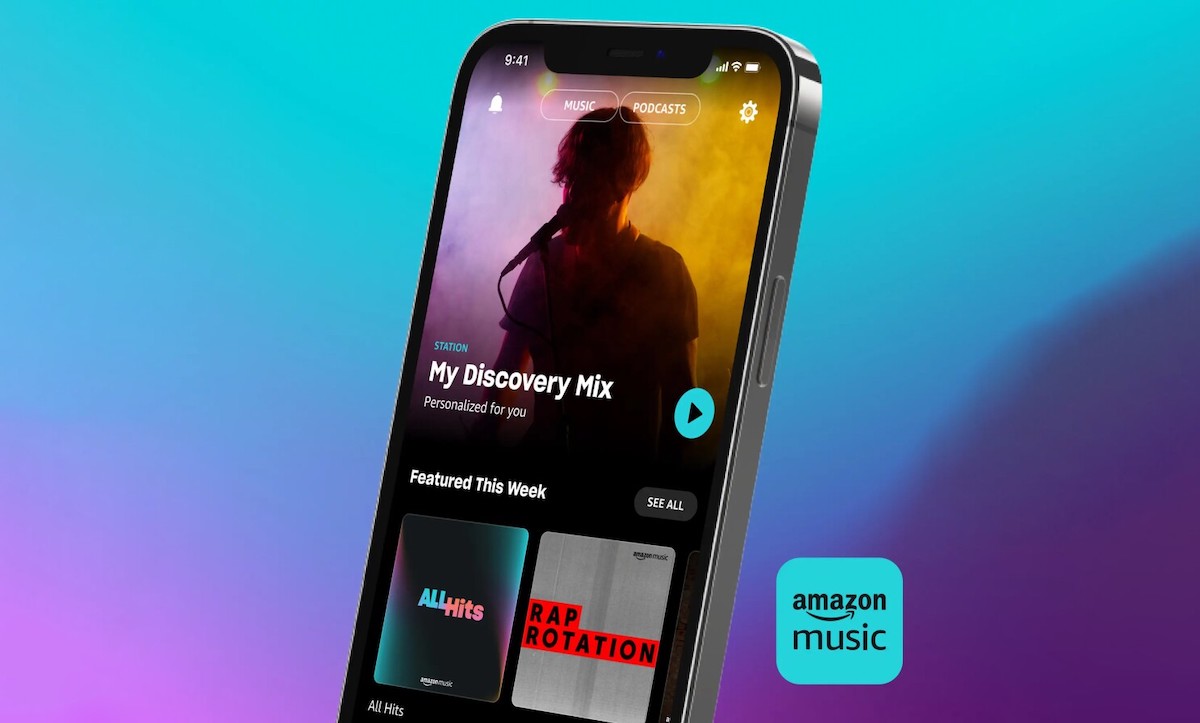 9:41
MUSIC
PODCASTS
STATION
My Discovery Mix
Personalized for you
Featured This Week
SEE ALL
ALL Hits
amazon music
amazon music
RAP
ROTATION
All Hits
amazon
music